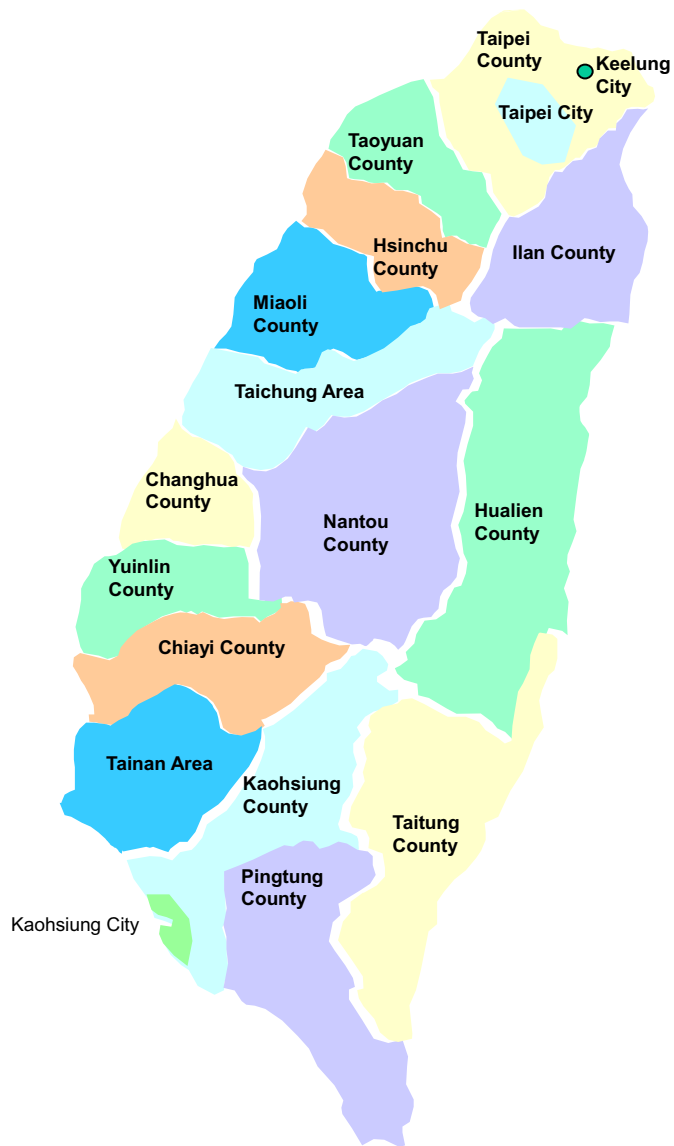 Taipei
County
Keelung
City
Taipei City
Taoyuan
County
Hsinchu
County
Ilan County
Miaoli
County
Taichung Area
Changhua
County
Nantou
County
Hualien
County
Yuinlin
County
Chiayi County
Tainan Area
Kaohsiung
County
Taitung
County
Pingtung
County
Kaohsiung City